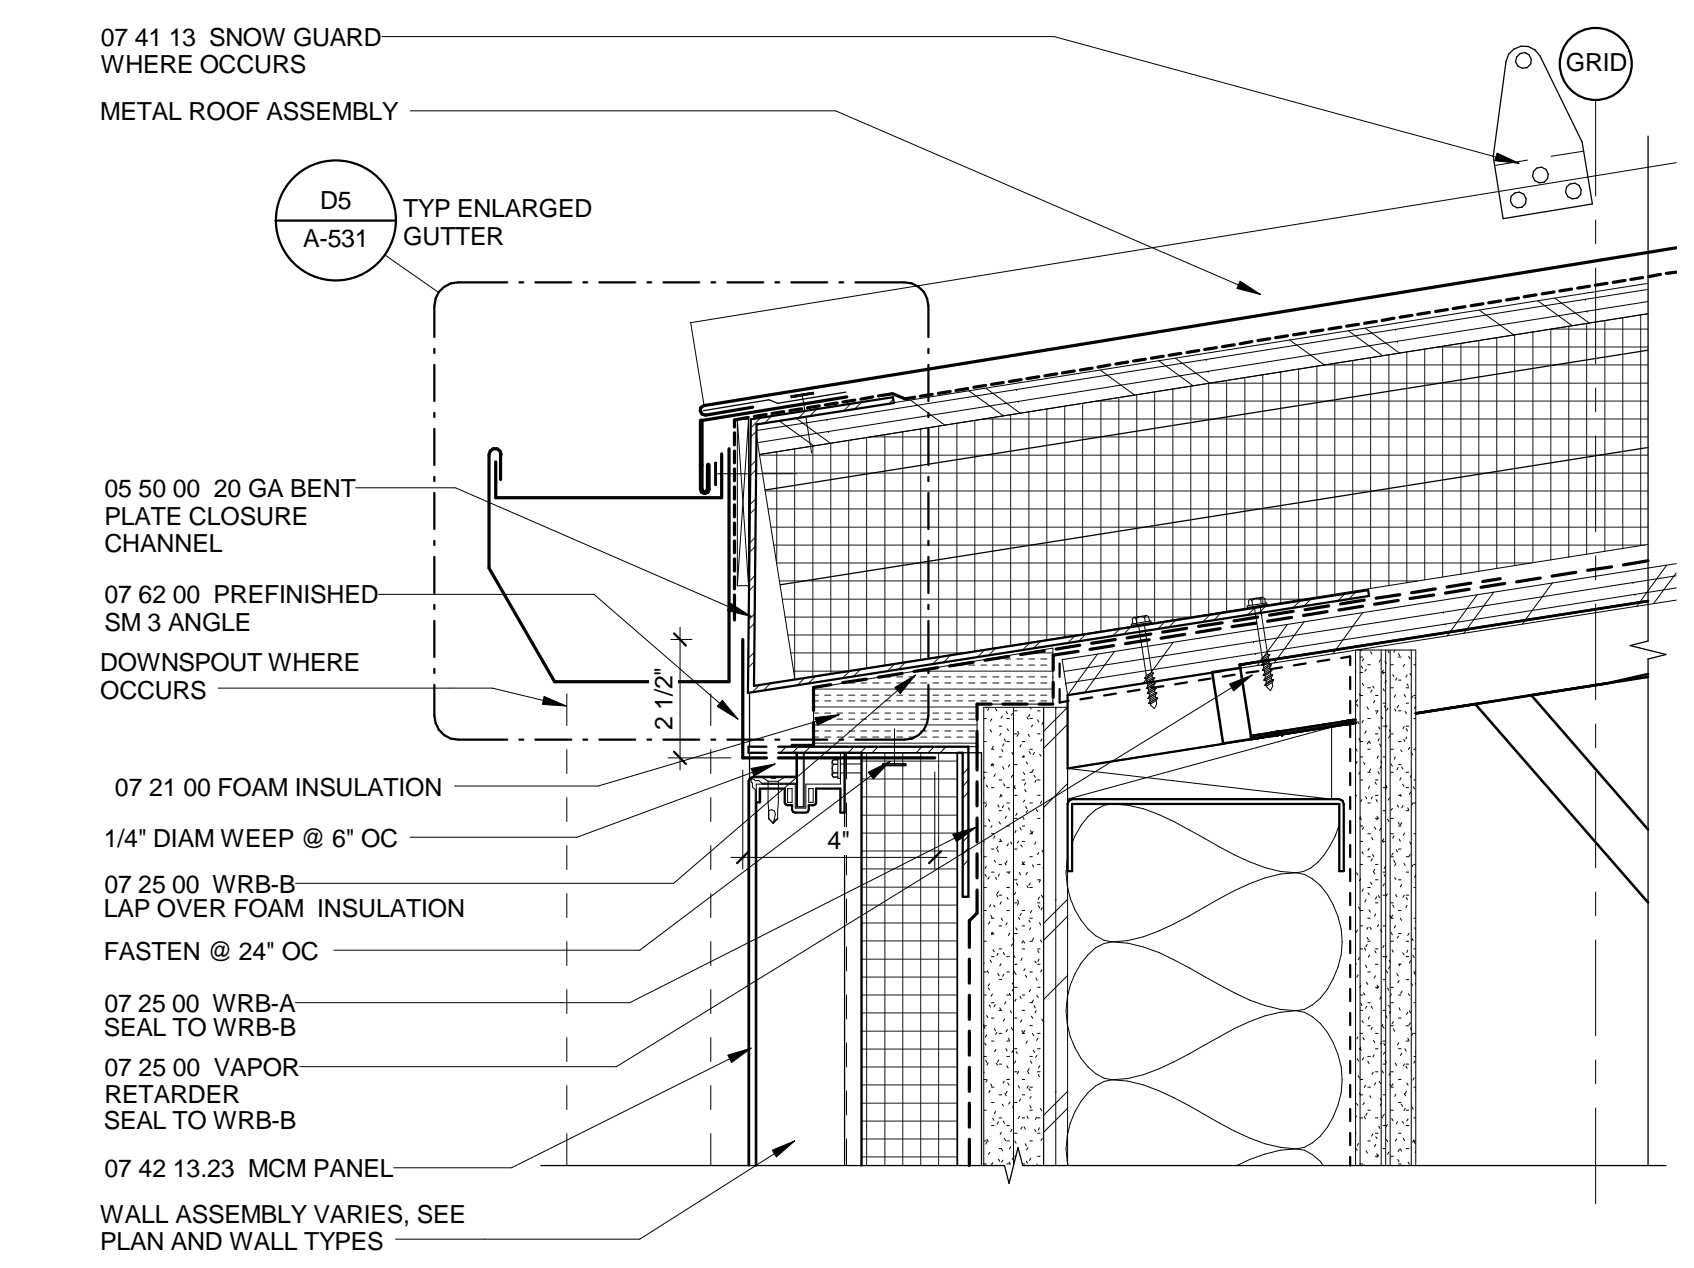 07 41 13  SNOW GUARD
WHERE OCCURS
GRID
METAL ROOF ASSEMBLY
D5
A-531
TYP ENLARGED
GUTTER
05 50 00  20 GA BENT
PLATE CLOSURE
CHANNEL
07 62 00  PREFINISHED
SM 3 ANGLE
DOWNSPOUT WHERE
OCCURS
2 1/2"
07 21 00 FOAM INSULATION
1/4" DIAM WEEP @ 6" OC
4"
07 25 00  WRB-B
LAP OVER FOAM  INSULATION
FASTEN @ 24" OC
07 25 00  WRB-A
SEAL TO WRB-B
07 25 00  VAPOR
RETARDER
SEAL TO WRB-B
07 42 13.23  MCM PANEL
WALL ASSEMBLY VARIES, SEE
PLAN AND WALL TYPES